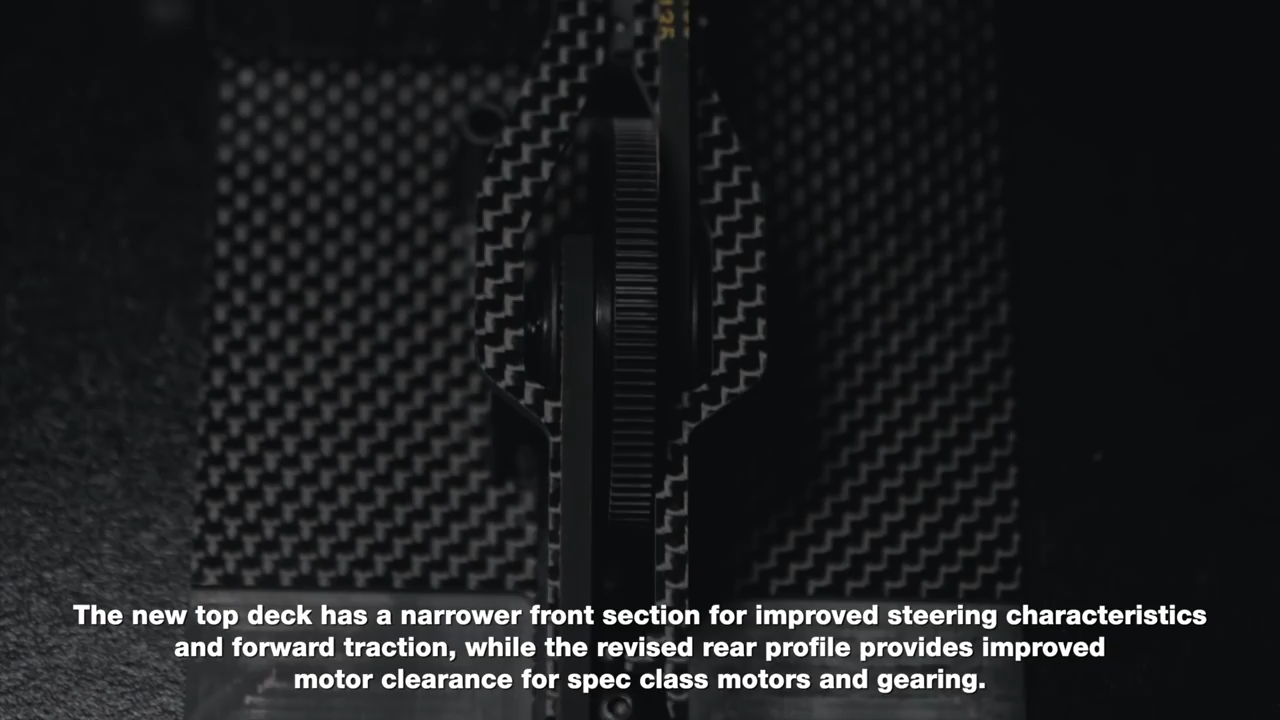 The new top deck has a narrower front section for improved steering characteristics
and forward traction, while the revised rear profile provides improved
motor clearance for spec class motors and gearing.